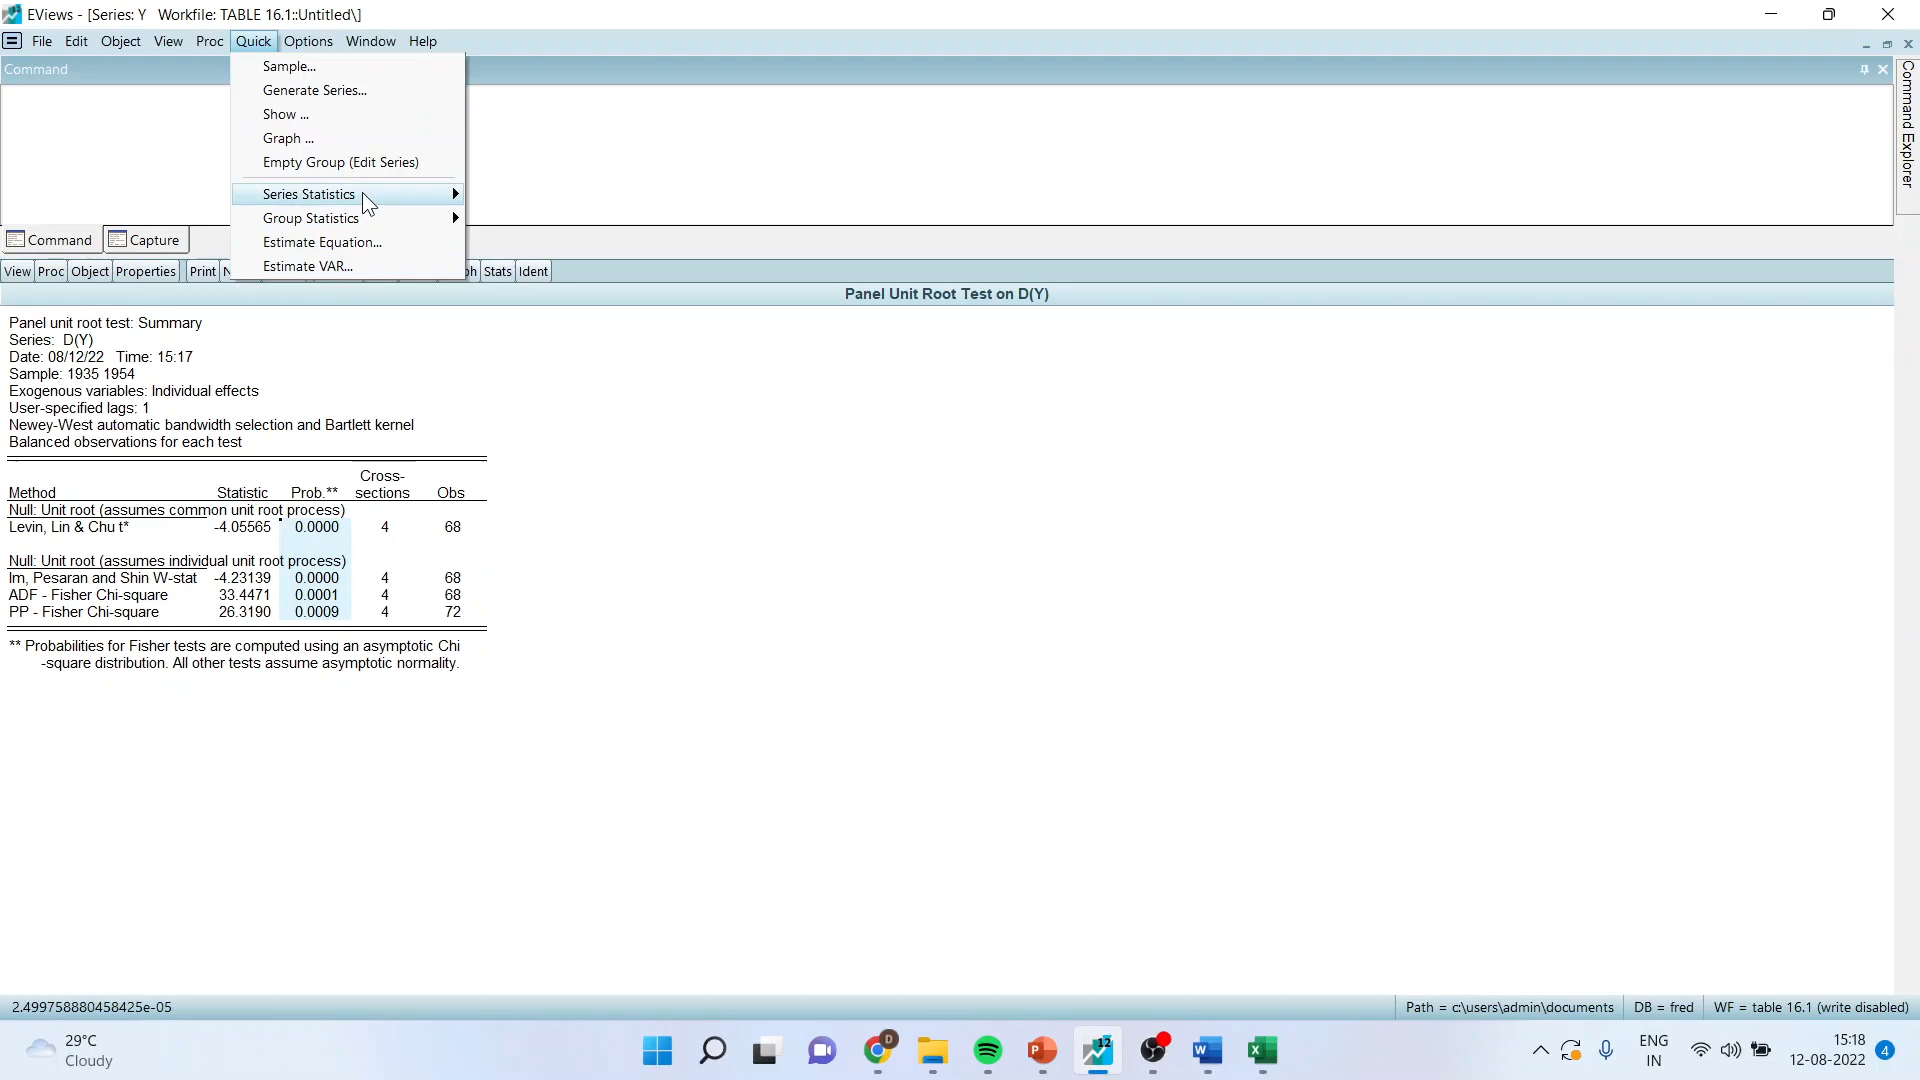 EViews - [Series: Y   Workfile: TABLE 16.1::Untitled\]
File Edit Object View Proc Quick Options Window Help
Command
Sample...
Generate Series...
Show ...
Graph ...
Empty Group (Edit Series)
Series Statistics
Group Statistics
Estimate Equation...
Estimate VAR...
Command Explorer
Command Capture
View Proc Object Properties Print Stats Ident
Panel Unit Root Test on D(Y)
Panel unit root test: Summary
Series:  D(Y)
Date: 08/12/22   Time: 15:17
Sample: 1935 1954
Exogenous variables: Individual effects
User-specified lags: 1
Newey-West automatic bandwidth selection and Bartlett kernel
Balanced observations for each test
Cross-
Method Statistic Prob.** sections Obs
Null: Unit root (assumes common unit root process)
Levin, Lin & Chu t* -4.05565 0.0000 4 68
Null: Unit root (assumes individual unit root process)
Im, Pesaran and Shin W-stat -4.23139 0.0000 4 68
ADF - Fisher Chi-square 33.4471 0.0001 4 68
PP - Fisher Chi-square 26.3190 0.0009 4 72
** Probabilities for Fisher tests are computed using an asymptotic Chi
-square distribution. All other tests assume asymptotic normality.
2.499758880458425e-05 Path = c:\users\admin\documents DB = fred WF = table 16.1 (write disabled)
29°C
Cloudy
D
12
ENG
IN
15:18
12-08-2022
4